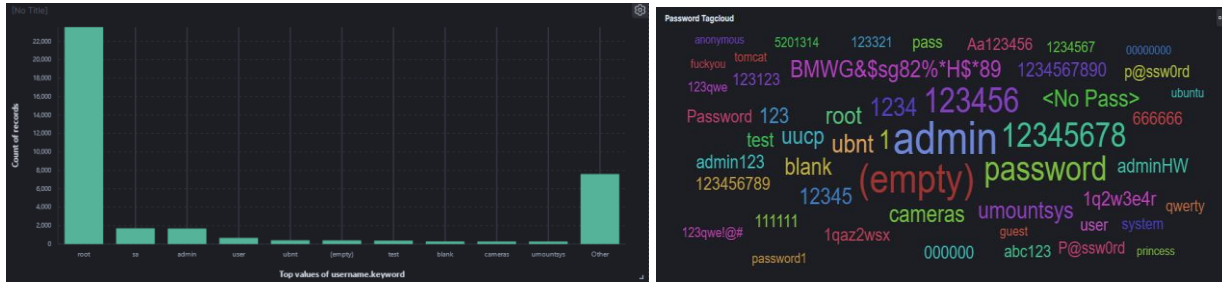 [No Title]
22,000
20,000
18,000
16,000
14,000
12,000
10,000
8,000
6,000
4,000
2,000
0
Count of records
root sa admin user ubnt (empty) test blank cameras umountsys Other
Top values of username.keyword
Password Tagcloud
anonymous 5201314 123321 pass Aa123456 1234567 00000000
fuckyou tomcat BMWG&$sg82%*H$*89 1234567890 p@ssw0rd
123qwe 123123 ubuntu
Password 123 root 1234 123456 <No Pass> 666666
test uucp ubnt 1 admin 12345678
admin123 blank (empty) password adminHW
123456789 12345 1q2w3e4r qwerty
111111 cameras umountsys user system
123qwe!@# 1qaz2wsx guest
password1 000000 abc123 P@ssw0rd princess